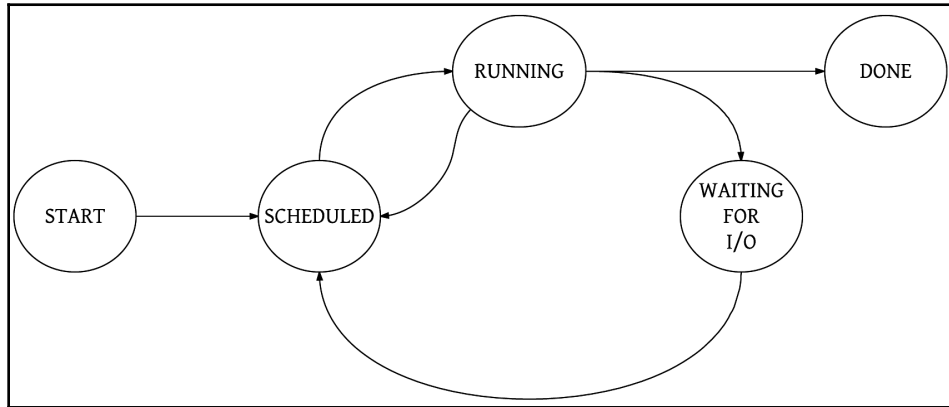 RUNNING
DONE
START
SCHEDULED
WAITING
FOR
I/O